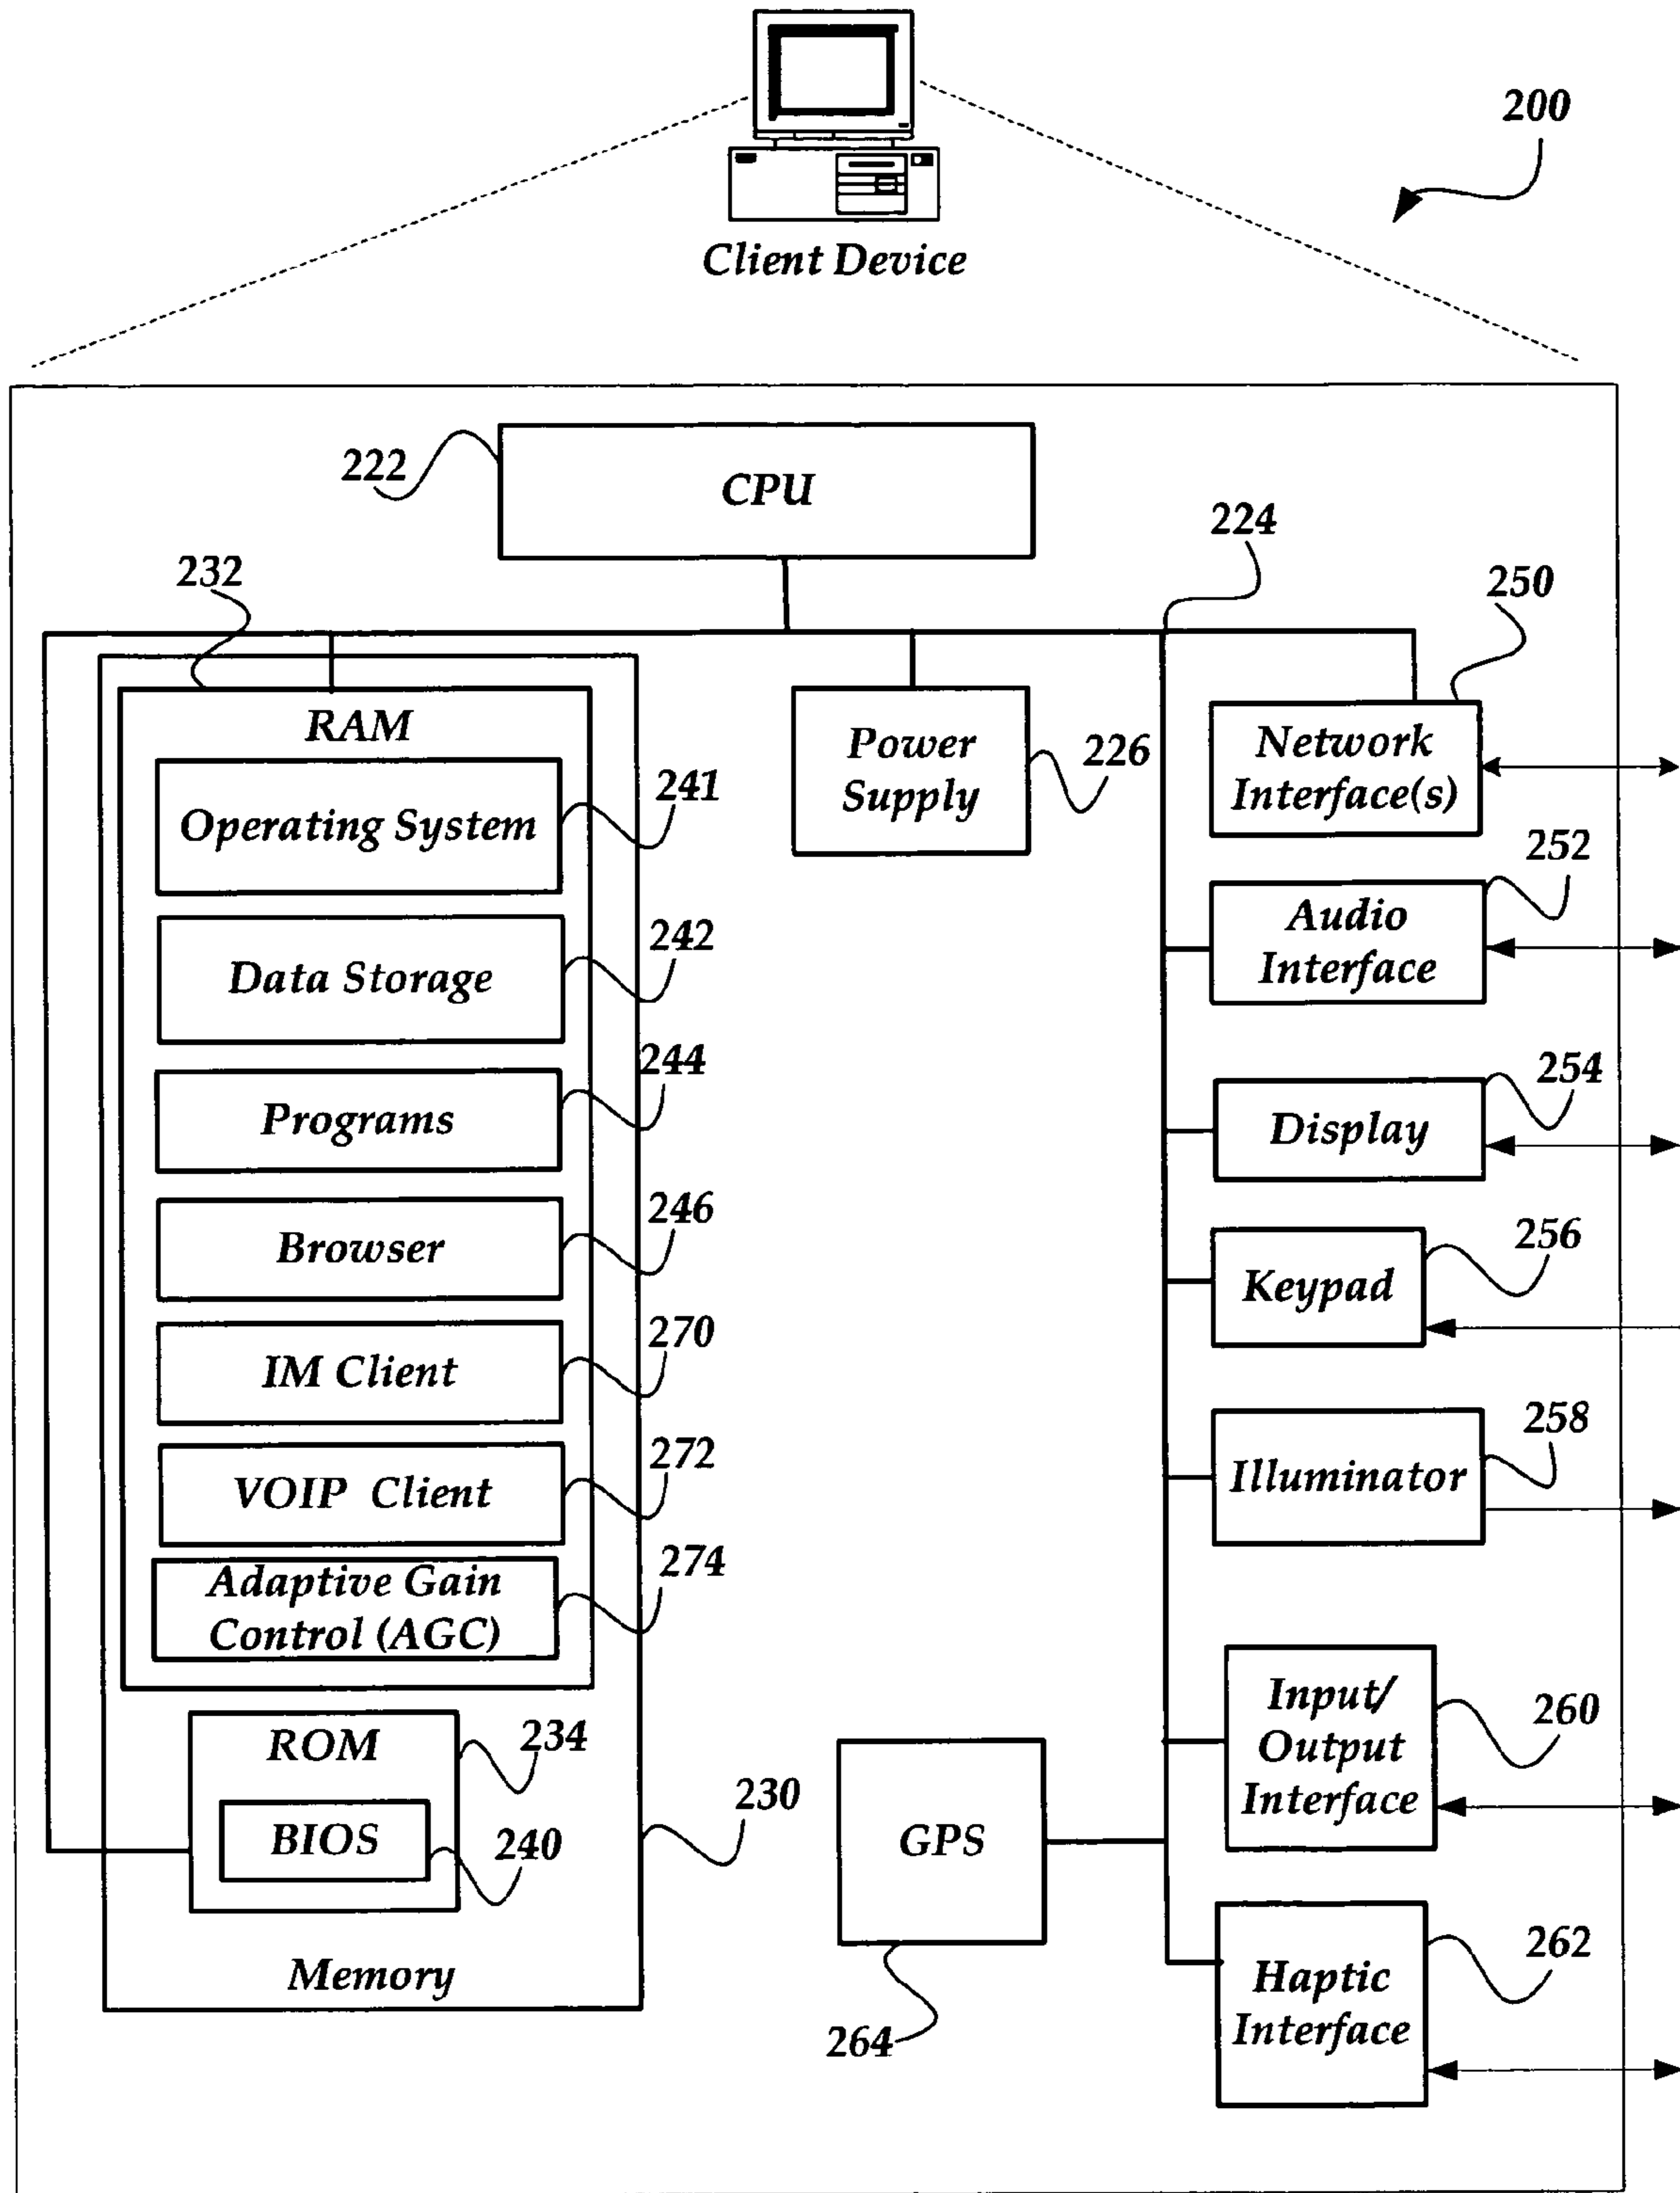 200
Client Device
222
CPU
224
232
250
RAM
Power
Supply
226
Network
Interface(s)
Operating System
241
252
Audio
Interface
Data Storage
242
244
254
Programs
Display
246
256
Browser
Keypad
270
IM Client
258
Illuminator
272
VOIP Client
274
Adaptive Gain
Control (AGC)
Input/
Output
Interface
260
ROM
234
230
BIOS
240
GPS
262
Haptic
Interface
Memory
264